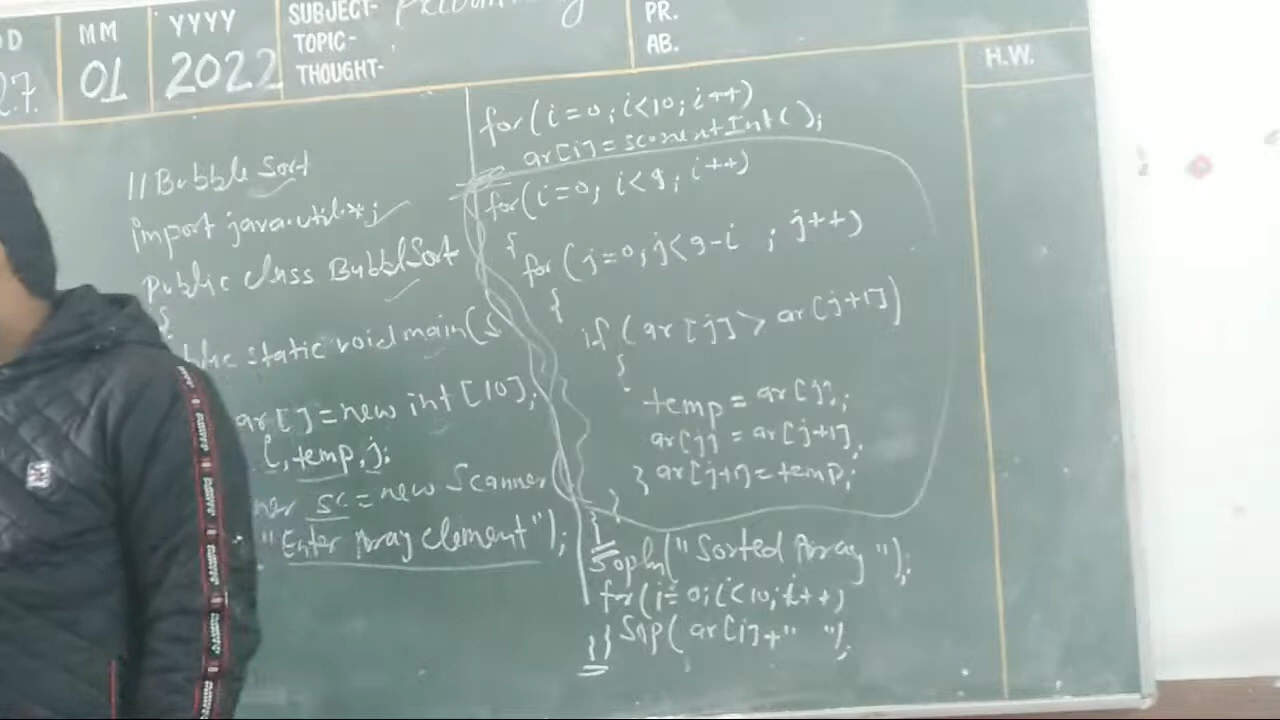 MM
YYYY
SUBJECT-
TOPIC-
THOUGHT-
PR.
AB.
H.W.
27.
01
2022
// Bubble Sort
import java.util.*;
public class BubblSort
{
static void main(S
ar[]=new int[10];
i,temp,j;
sc = new Scanner
"Enter Array element");
for(i=0;i<10;i++)
ar[i]=sc.nextInt();
for(i=0; i<9; i++)
{
for(j=0;j<9-i ; j++)
{
if(ar[j]>ar[j+1])
{
temp=ar[j];
ar[j]=ar[j+1];
} ar[j+1]=temp;
}
}
Sopln("Sorted Array ");
for(i=0;i<10;i++)
}} Sop(ar[i]+" ");